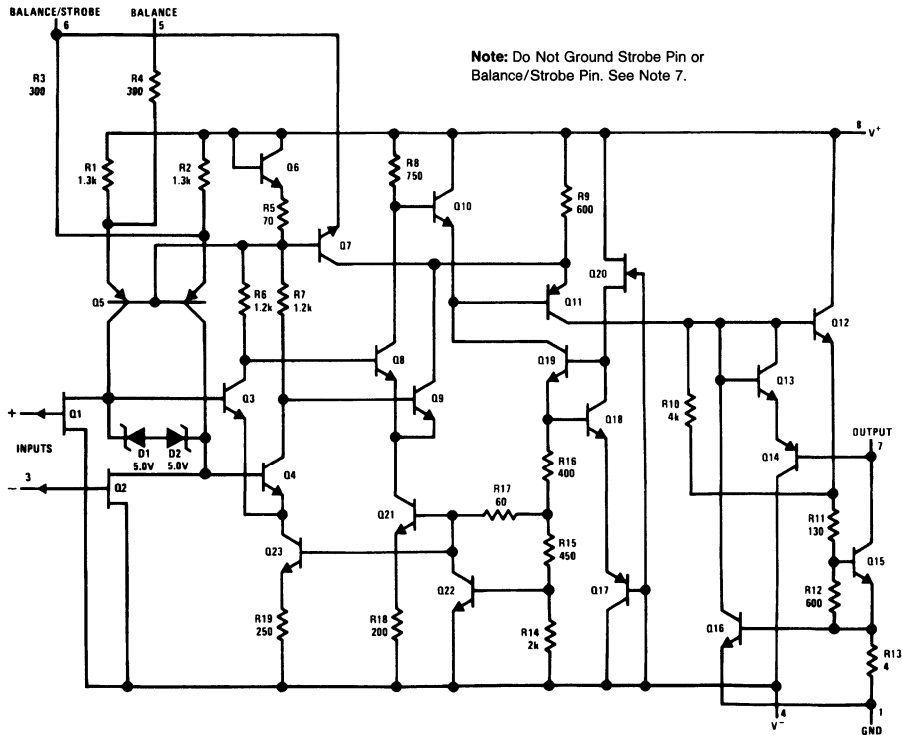 BALANCE/STROBE BALANCE
6 5
Note: Do Not Ground Strobe Pin or
Balance/Strobe Pin. See Note 7.
R3
300
R4
300
8 V+
R1
1.3k
R2
1.3k
Q6
R5
70
R8
750
Q10
R9
600
Q7
Q20
Q5
R6
1.2k
R7
1.2k
Q11
Q12
Q8
Q19
Q3
Q9
Q13
R10
4k
Q18
+
Q1
OUTPUT
7
INPUTS
D1
5.0V
D2
5.0V
Q14
R16
400
Q4
R17
60
3
−
Q2
Q21
R11
130
Q23
R15
450
Q15
Q22
Q17
R12
600
Q16
R19
250
R18
200
R14
2k
R13
4
4
V−
1
GND